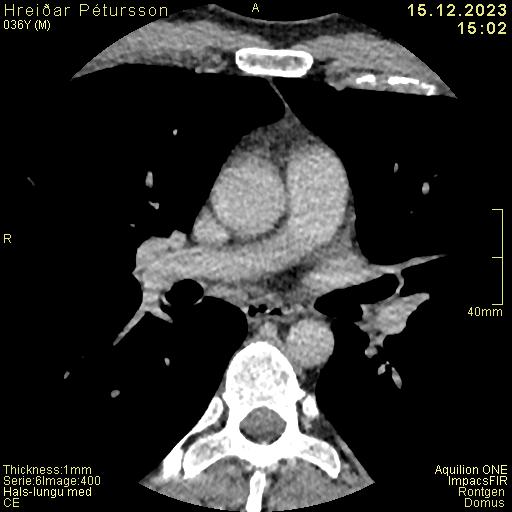 Hreiðar Pétursson
036Y (M)
A
15.12.2023
15:02
R
40mm
Thickness:1mm
Serie:6Image:400
Hals-lungu med
CE
Aquilion ONE
ImpacsFIR
Rontgen
Domus